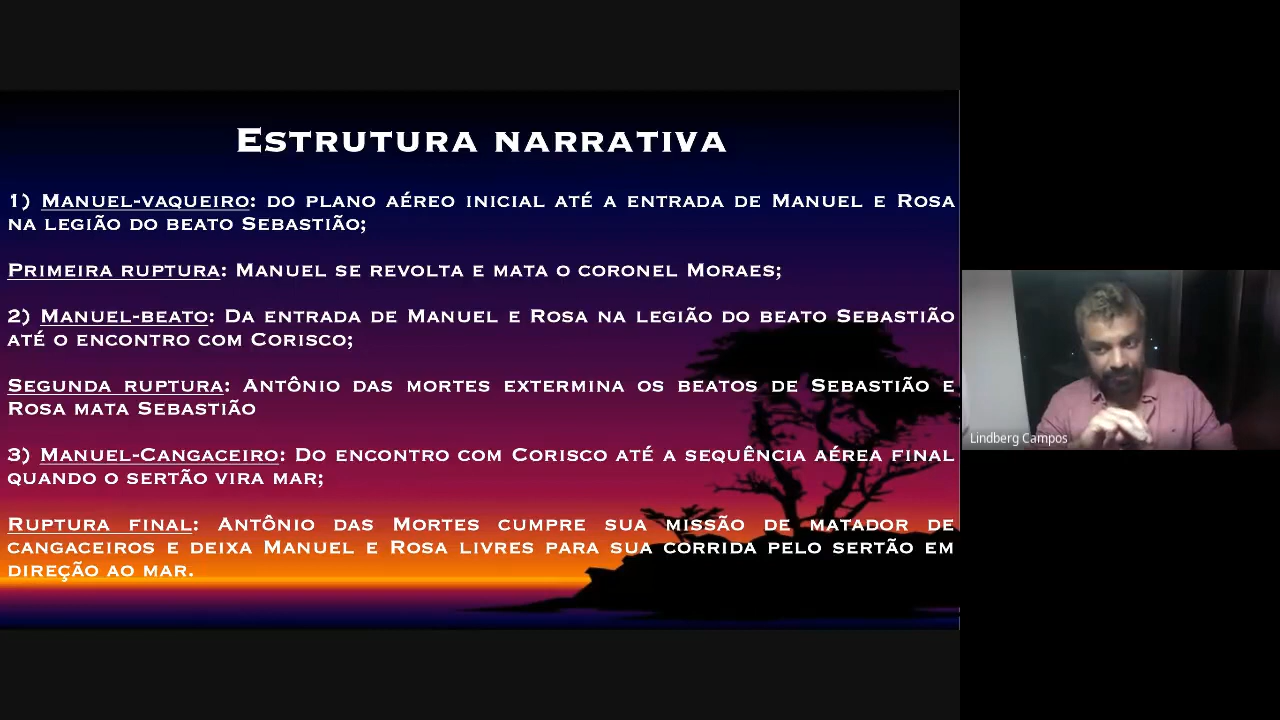 Estrutura narrativa
1) Manuel-vaqueiro: do plano aéreo inicial até a entrada de Manuel e Rosa
na legião do beato Sebastião;
Primeira ruptura: Manuel se revolta e mata o coronel Moraes;
2) Manuel-beato: Da entrada de Manuel e Rosa na legião do beato Sebastião
até o encontro com Corisco;
Segunda ruptura: Antônio das mortes extermina os beatos de Sebastião e
Rosa mata Sebastião
3) Manuel-Cangaceiro: Do encontro com Corisco até a sequência aérea final
quando o sertão vira mar;
Ruptura final: Antônio das Mortes cumpre sua missão de matador de
cangaceiros e deixa Manuel e Rosa livres para sua corrida pelo sertão em
direção ao mar.
Lindberg Campos